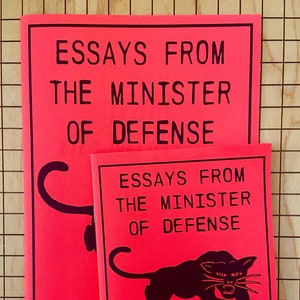 ESSAYS FROM
THE MINISTER
OF DEFENSE
ESSAYS FROM
THE MINISTER
OF DEFENSE